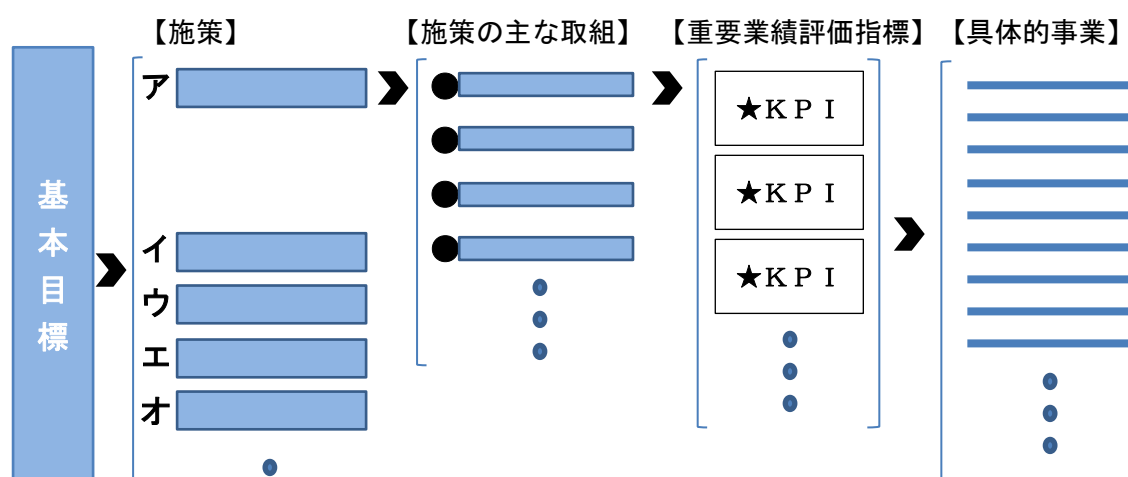 【施策】
【施策の主な取組】
【重要業績評価指標】
【具体的事業】
基本目標
ア
イ
ウ
エ
オ
★ＫＰＩ
★ＫＰＩ
★ＫＰＩ